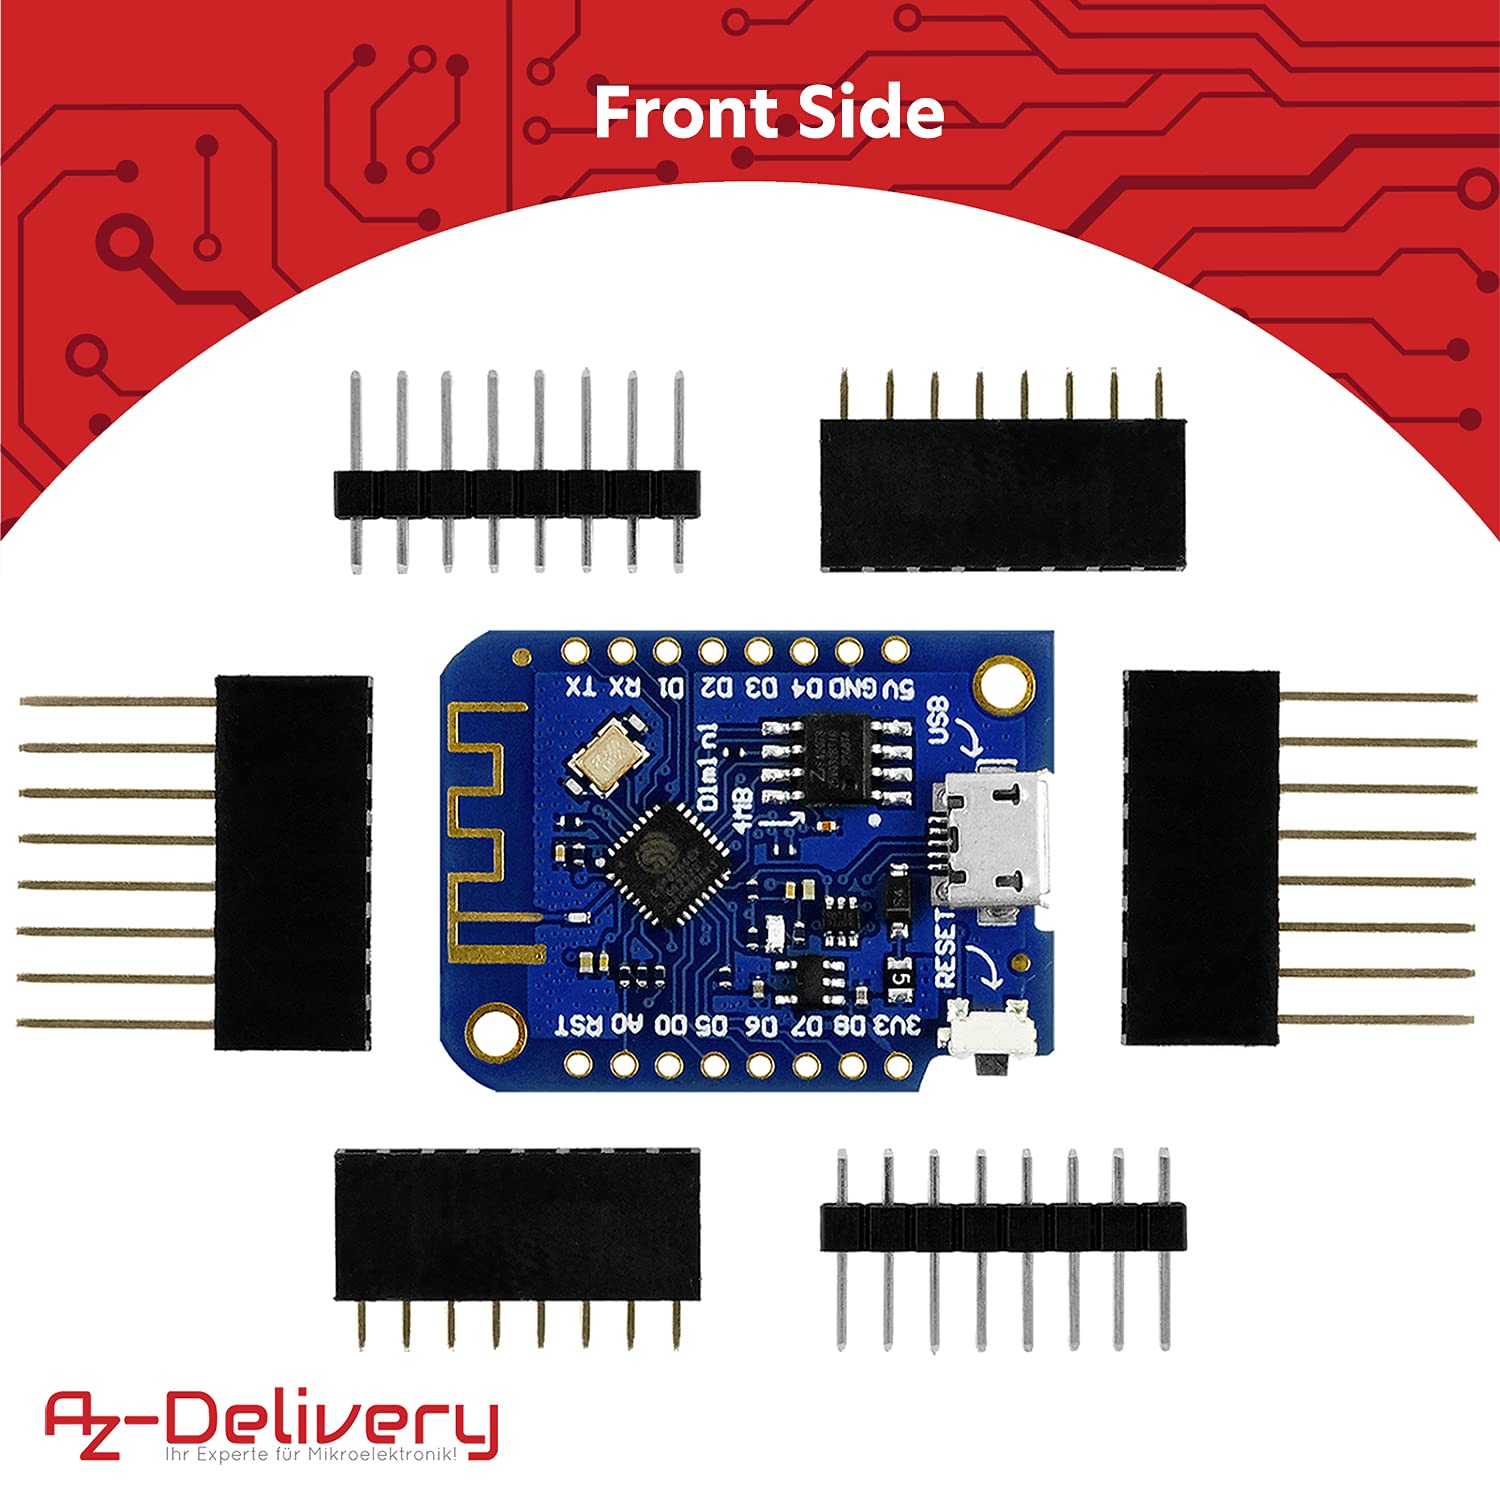 Front Side
TX RX D1 D2 D3 D4 GND 5V
USB
D1mini
4MB
RESET
5
RST A0 D0 D5 D6 D7 D8 3V3
AZ-Delivery
Ihr Experte für Mikroelektronik!